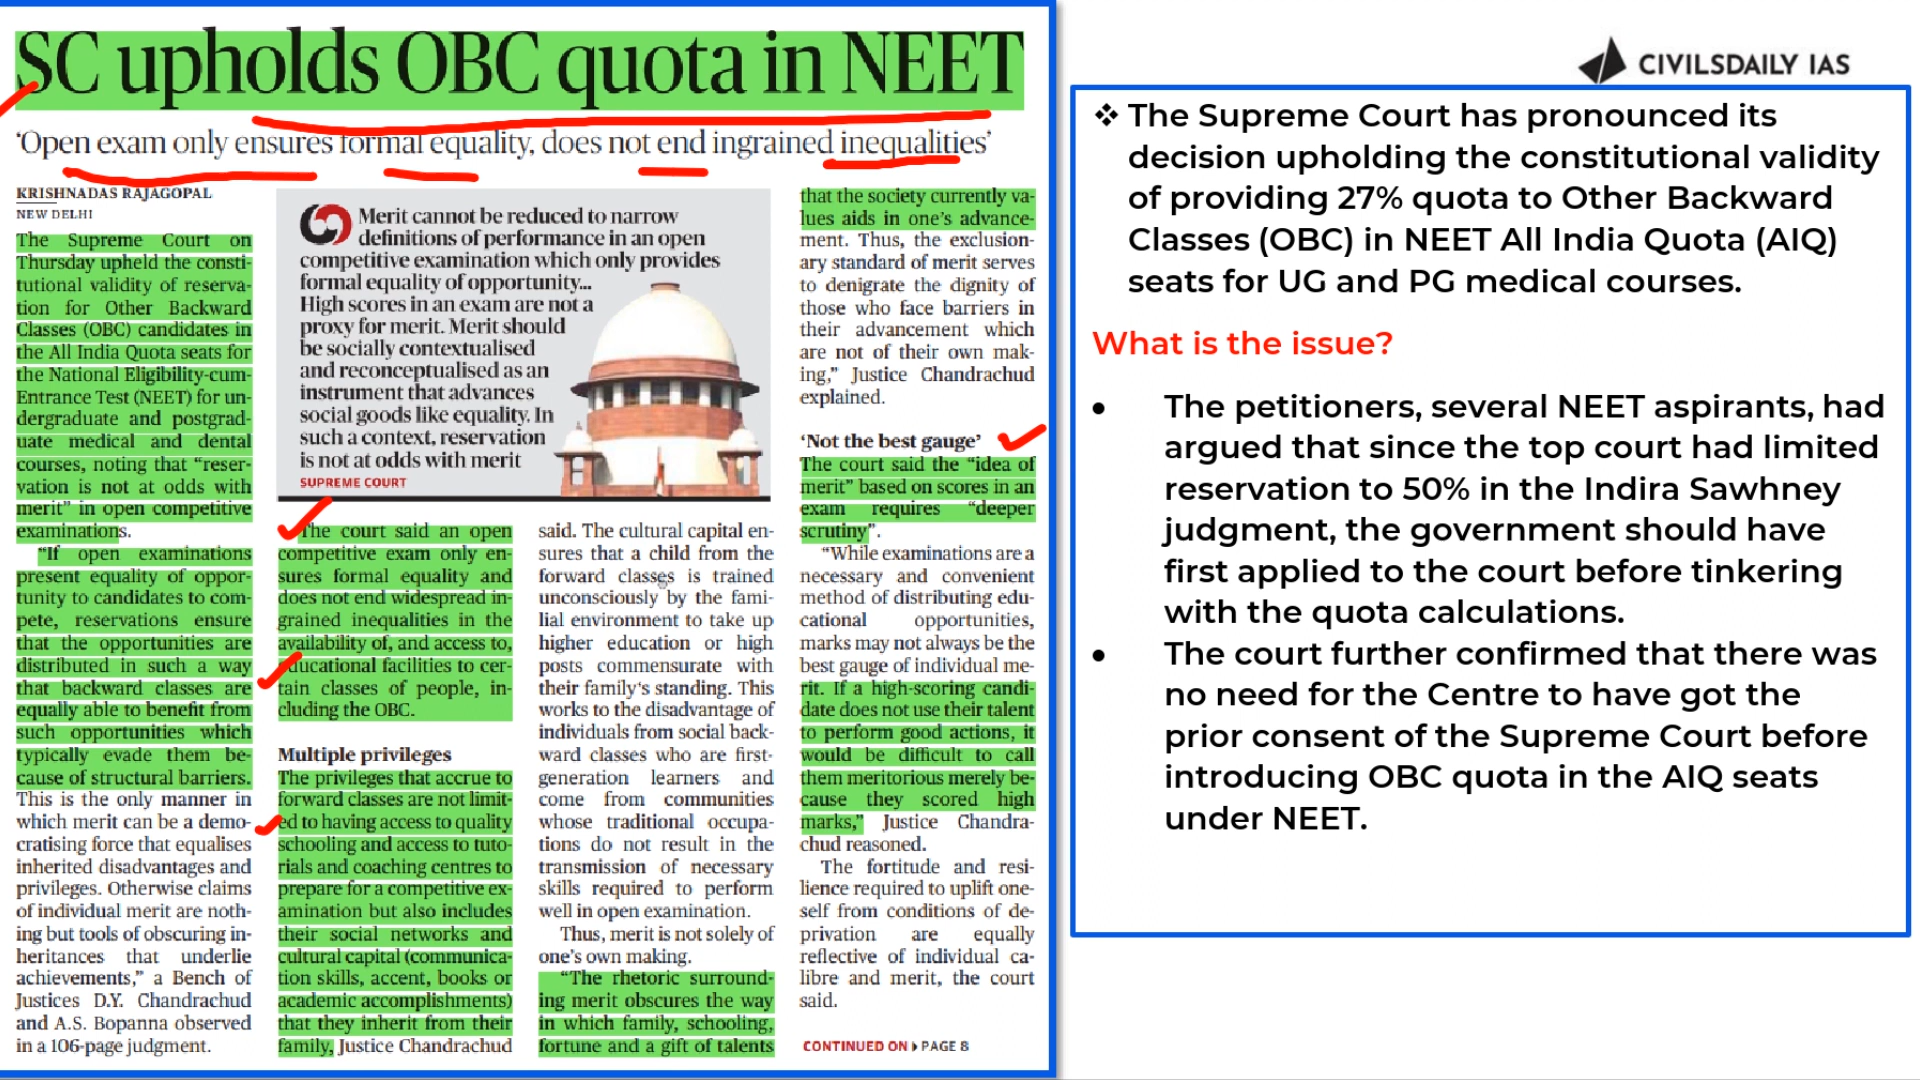 SC upholds OBC quota in NEET
‘Open exam only ensures formal equality, does not end ingrained inequalities’
KRISHNADAS RAJAGOPAL
NEW DELHI
The Supreme Court on
Thursday upheld the consti-
tutional validity of reserva-
tion for Other Backward
Classes (OBC) candidates in
the All India Quota seats for
the National Eligibility-cum-
Entrance Test (NEET) for un-
dergraduate and postgrad-
uate medical and dental
courses, noting that “reser-
vation is not at odds with
merit” in open competitive
examinations.
“If open examinations
present equality of oppor-
tunity to candidates to com-
pete, reservations ensure
that the opportunities are
distributed in such a way
that backward classes are
equally able to benefit from
such opportunities which
typically evade them be-
cause of structural barriers.
This is the only manner in
which merit can be a demo-
cratising force that equalises
inherited disadvantages and
privileges. Otherwise claims
of individual merit are noth-
ing but tools of obscuring in-
heritances that underlie
achievements,” a Bench of
Justices D.Y. Chandrachud
and A.S. Bopanna observed
in a 106-page judgment.
Merit cannot be reduced to narrow
definitions of performance in an open
competitive examination which only provides
formal equality of opportunity...
High scores in an exam are not a
proxy for merit. Merit should
be socially contextualised
and reconceptualised as an
instrument that advances
social goods like equality. In
such a context, reservation
is not at odds with merit
SUPREME COURT
The court said an open
competitive exam only en-
sures formal equality and
does not end widespread in-
grained inequalities in the
availability of, and access to,
educational facilities to cer-
tain classes of people, in-
cluding the OBC.
Multiple privileges
The privileges that accrue to
forward classes are not limit-
ed to having access to quality
schooling and access to tuto-
rials and coaching centres to
prepare for a competitive ex-
amination but also includes
their social networks and
cultural capital (communica-
tion skills, accent, books or
academic accomplishments)
that they inherit from their
family, Justice Chandrachud
said. The cultural capital en-
sures that a child from the
forward classes is trained
unconsciously by the fami-
lial environment to take up
higher education or high
posts commensurate with
their family‘s standing. This
works to the disadvantage of
individuals from social back-
ward classes who are first-
generation learners and
come from communities
whose traditional occupa-
tions do not result in the
transmission of necessary
skills required to perform
well in open examination.
Thus, merit is not solely of
one’s own making.
“The rhetoric surround-
ing merit obscures the way
in which family, schooling,
fortune and a gift of talents
that the society currently va-
lues aids in one’s advance-
ment. Thus, the exclusion-
ary standard of merit serves
to denigrate the dignity of
those who face barriers in
their advancement which
are not of their own mak-
ing,” Justice Chandrachud
explained.
‘Not the best gauge’
The court said the “idea of
merit” based on scores in an
exam requires “deeper
scrutiny”.
“While examinations are a
necessary and convenient
method of distributing edu-
cational opportunities,
marks may not always be the
best gauge of individual me-
rit. If a high-scoring candi-
date does not use their talent
to perform good actions, it
would be difficult to call
them meritorious merely be-
cause they scored high
marks,” Justice Chandra-
chud reasoned.
The fortitude and resi-
lience required to uplift one-
self from conditions of de-
privation are equally
reflective of individual ca-
libre and merit, the court
said.
CONTINUED ON PAGE 8
CIVILSDAILY IAS
❖ The Supreme Court has pronounced its
decision upholding the constitutional validity
of providing 27% quota to Other Backward
Classes (OBC) in NEET All India Quota (AIQ)
seats for UG and PG medical courses.
What is the issue?
• The petitioners, several NEET aspirants, had
argued that since the top court had limited
reservation to 50% in the Indira Sawhney
judgment, the government should have
first applied to the court before tinkering
with the quota calculations.
• The court further confirmed that there was
no need for the Centre to have got the
prior consent of the Supreme Court before
introducing OBC quota in the AIQ seats
under NEET.